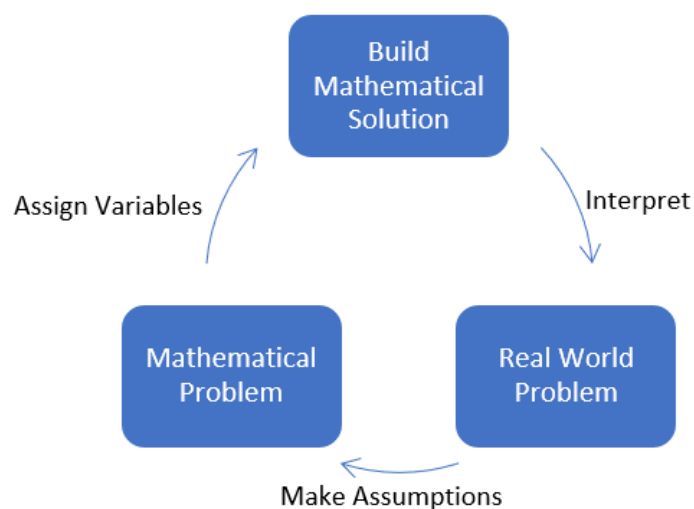 Build
Mathematical
Solution
Assign Variables
Interpret
Mathematical
Problem
Real World
Problem
Make Assumptions